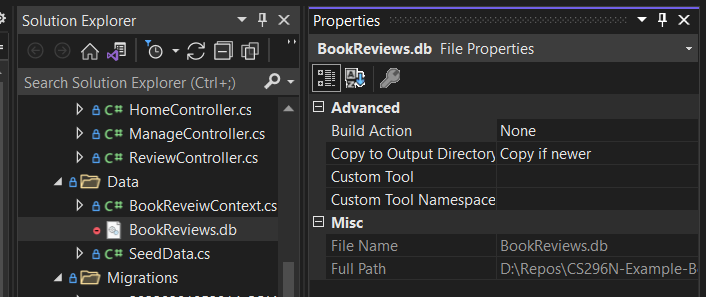 Solution Explorer
Search Solution Explorer (Ctrl+;)
C# HomeController.cs
C# ManageController.cs
C# ReviewController.cs
Data
C# BookReveiwContext.cs
BookReviews.db
C# SeedData.cs
Migrations
Properties
BookReviews.db File Properties
Advanced
Build Action None
Copy to Output Directory Copy if newer
Custom Tool
Custom Tool Namespace
Misc
File Name BookReviews.db
Full Path D:\Repos\CS296N-Example-B